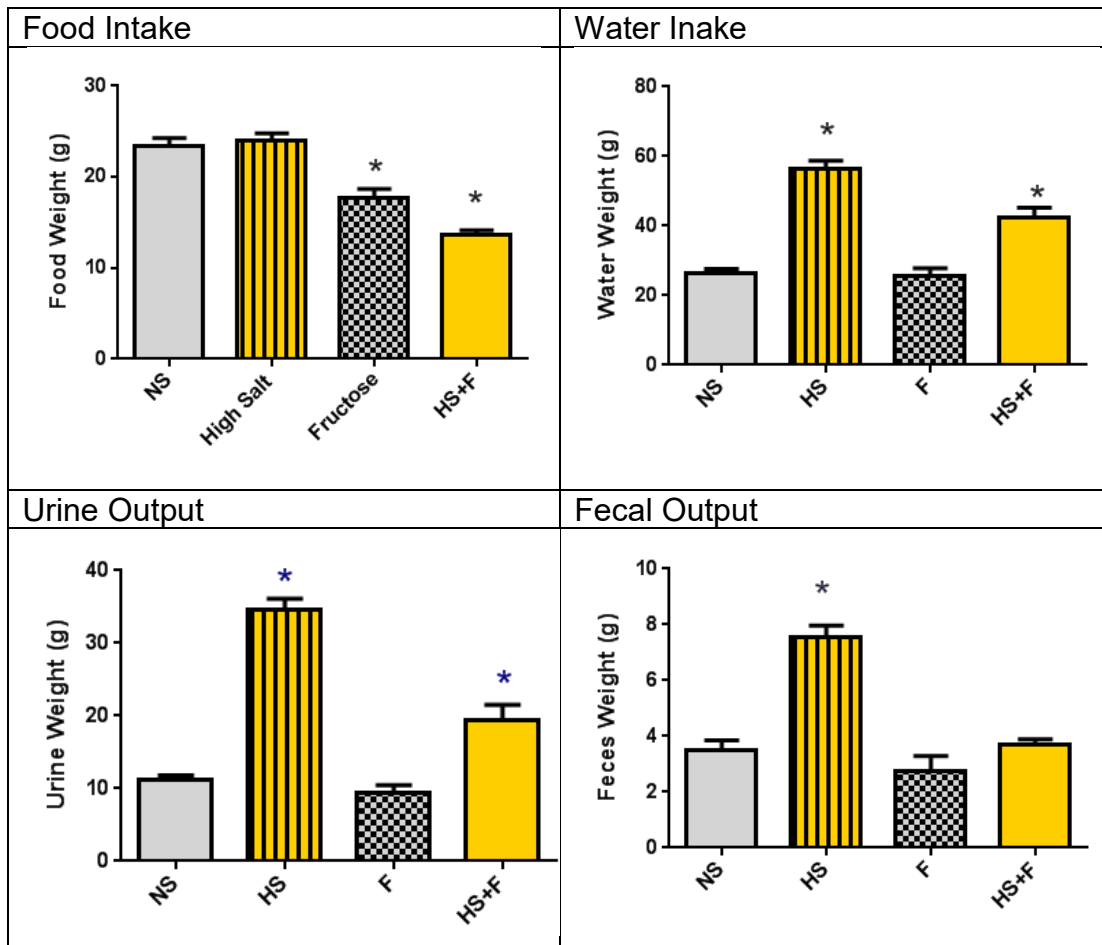 Food Intake
Water Inake
30
20
10
0
Food Weight (g)
*
*
NS
High Salt
Fructose
HS+F
80
60
40
20
0
Water Weight (g)
*
*
NS
HS
F
HS+F
Urine Output
Fecal Output
40
30
20
10
0
Urine Weight (g)
*
*
NS
HS
F
HS+F
10
8
6
4
2
0
Feces Weight (g)
*
NS
HS
F
HS+F